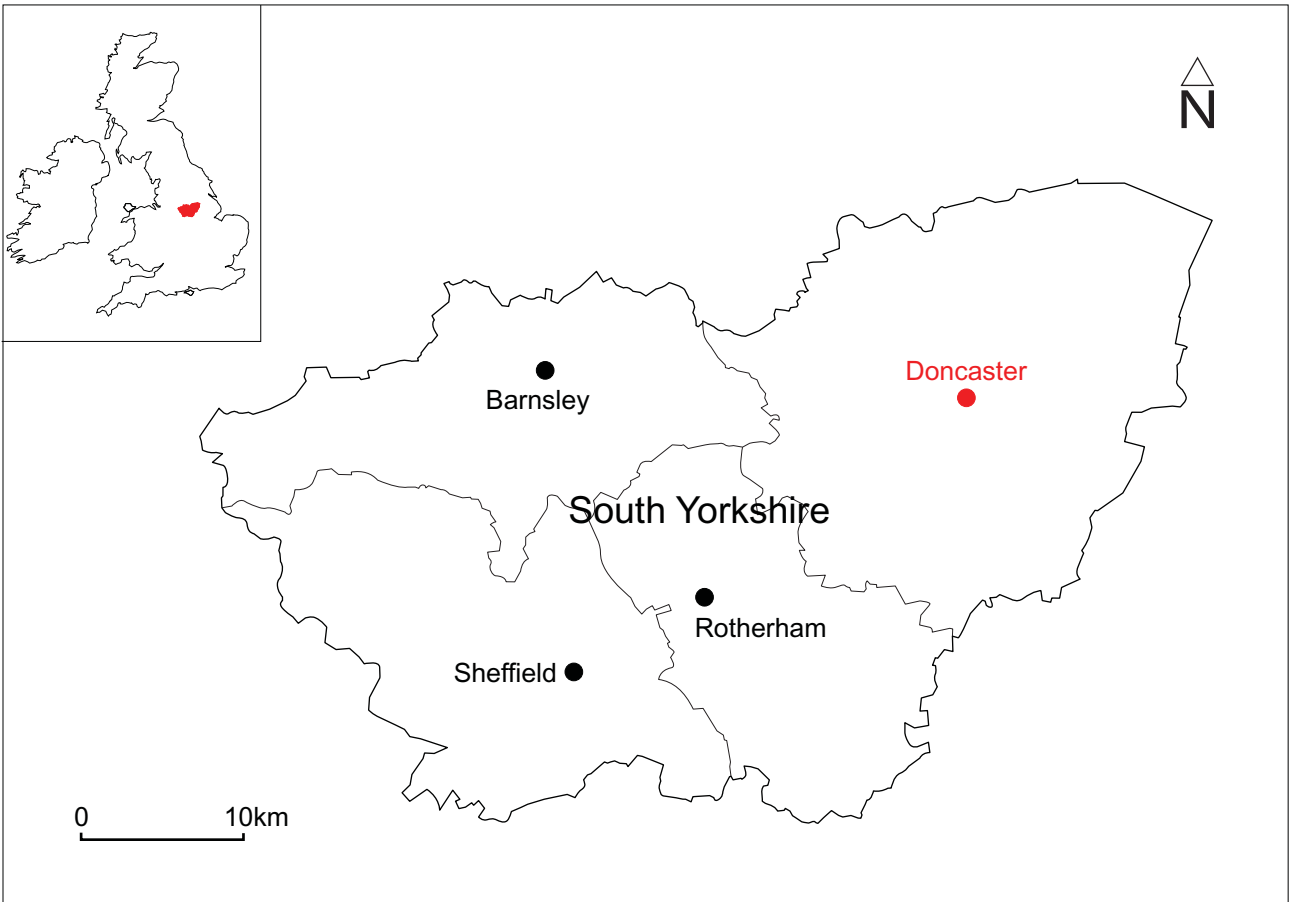 N
Doncaster
Barnsley
South Yorkshire
Rotherham
Sheffield
0 10km